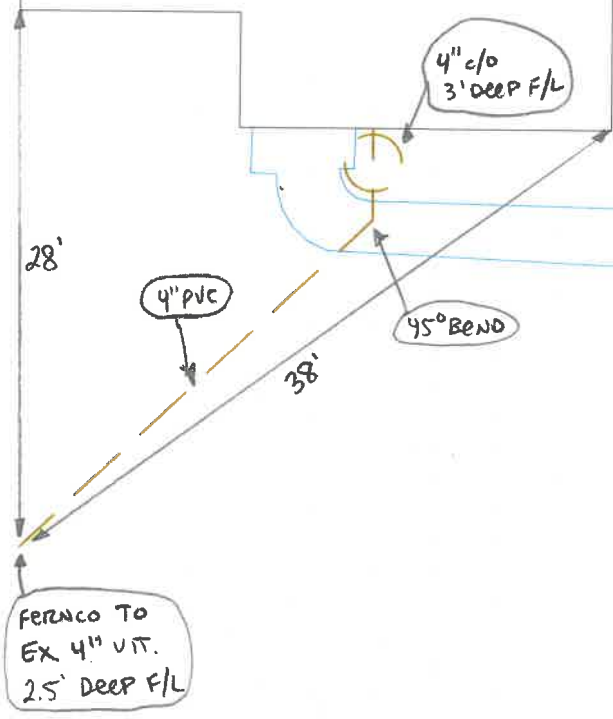 4" c/o
3' DEEP F/L
28'
4" PVC
45° BEND
38'
FERNCO TO
EX 4" VIT.
2.5' DEEP F/L